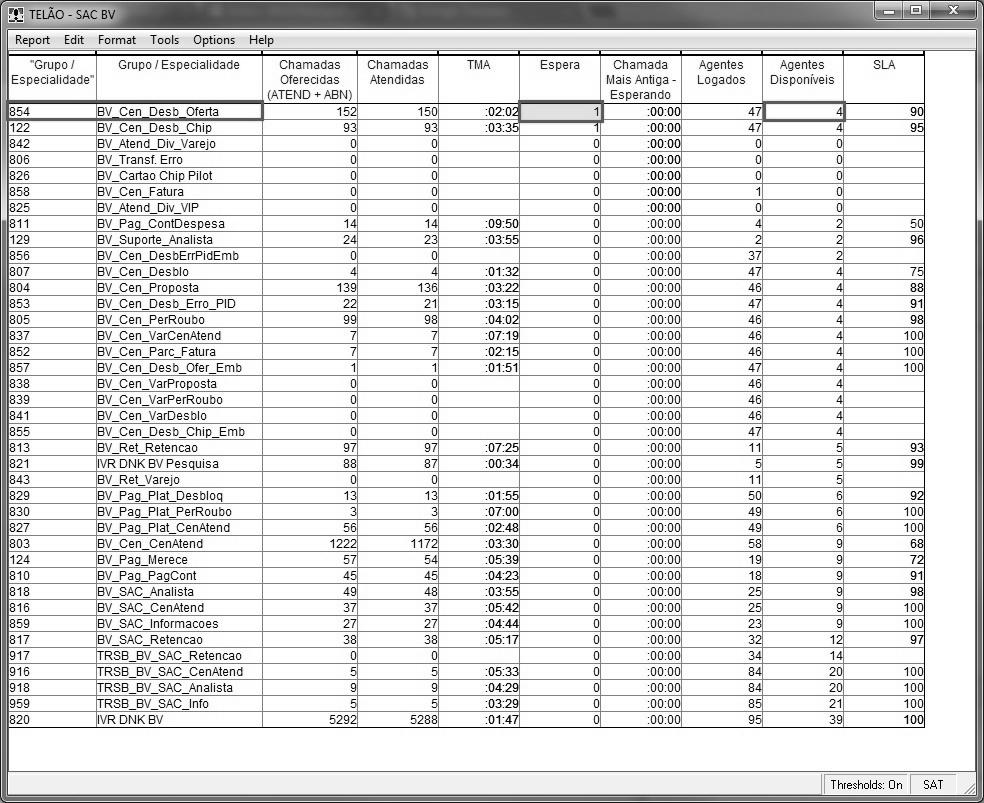 TELÃO - SAC BV
Report Edit Format Tools Options Help
"Grupo / Especialidade" Grupo / Especialidade Chamadas Oferecidas (ATEND + ABN) Chamadas Atendidas TMA Espera Chamada Mais Antiga - Esperando Agentes Logados Agentes Disponíveis SLA
854 BV_Cen_Desb_Oferta 152 150 :02:02 1 :00:00 47 4 90
122 BV_Cen_Desb_Chip 93 93 :03:35 1 :00:00 47 4 95
842 BV_Atend_Div_Varejo 0 0 0 :00:00 0 0
806 BV_Transf. Erro 0 0 0 :00:00 0 0
826 BV_Cartao Chip Pilot 0 0 0 :00:00 0 0
858 BV_Cen_Fatura 0 0 0 :00:00 1 0
825 BV_Atend_Div_VIP 0 0 0 :00:00 0 0
811 BV_Pag_ContDespesa 14 14 :09:50 0 :00:00 4 2 50
129 BV_Suporte_Analista 24 23 :03:55 0 :00:00 2 2 96
856 BV_Cen_DesbErrPidEmb 0 0 0 :00:00 37 2
807 BV_Cen_Desblo 4 4 :01:32 0 :00:00 47 4 75
804 BV_Cen_Proposta 139 136 :03:22 0 :00:00 46 4 88
853 BV_Cen_Desb_Erro_PID 22 21 :03:15 0 :00:00 47 4 91
805 BV_Cen_PerRoubo 99 98 :04:02 0 :00:00 46 4 98
837 BV_Cen_VarCenAtend 7 7 :07:19 0 :00:00 46 4 100
852 BV_Cen_Parc_Fatura 7 7 :02:15 0 :00:00 46 4 100
857 BV_Cen_Desb_Ofer_Emb 1 1 :01:51 0 :00:00 47 4 100
838 BV_Cen_VarProposta 0 0 0 :00:00 46 4
839 BV_Cen_VarPerRoubo 0 0 0 :00:00 46 4
841 BV_Cen_VarDesblo 0 0 0 :00:00 46 4
855 BV_Cen_Desb_Chip_Emb 0 0 0 :00:00 47 4
813 BV_Ret_Retencao 97 97 :07:25 0 :00:00 11 5 93
821 IVR DNK BV Pesquisa 88 87 :00:34 0 :00:00 5 5 99
843 BV_Ret_Varejo 0 0 0 :00:00 11 5
829 BV_Pag_Plat_Desbloq 13 13 :01:55 0 :00:00 50 6 92
830 BV_Pag_Plat_PerRoubo 3 3 :07:00 0 :00:00 49 6 100
827 BV_Pag_Plat_CenAtend 56 56 :02:48 0 :00:00 49 6 100
803 BV_Cen_CenAtend 1222 1172 :03:30 0 :00:00 58 9 68
124 BV_Pag_Merece 57 54 :05:39 0 :00:00 19 9 72
810 BV_Pag_PagCont 45 45 :04:23 0 :00:00 18 9 91
818 BV_SAC_Analista 49 48 :03:55 0 :00:00 25 9 98
816 BV_SAC_CenAtend 37 37 :05:42 0 :00:00 25 9 100
859 BV_SAC_Informacoes 27 27 :04:44 0 :00:00 23 9 100
817 BV_SAC_Retencao 38 38 :05:17 0 :00:00 32 12 97
917 TRSB_BV_SAC_Retencao 0 0 0 :00:00 34 14
916 TRSB_BV_SAC_CenAtend 5 5 :05:33 0 :00:00 84 20 100
918 TRSB_BV_SAC_Analista 9 9 :04:29 0 :00:00 84 20 100
959 TRSB_BV_SAC_Info 5 5 :03:29 0 :00:00 85 21 100
820 IVR DNK BV 5292 5288 :01:47 0 :00:00 95 39 100
Thresholds: On SAT